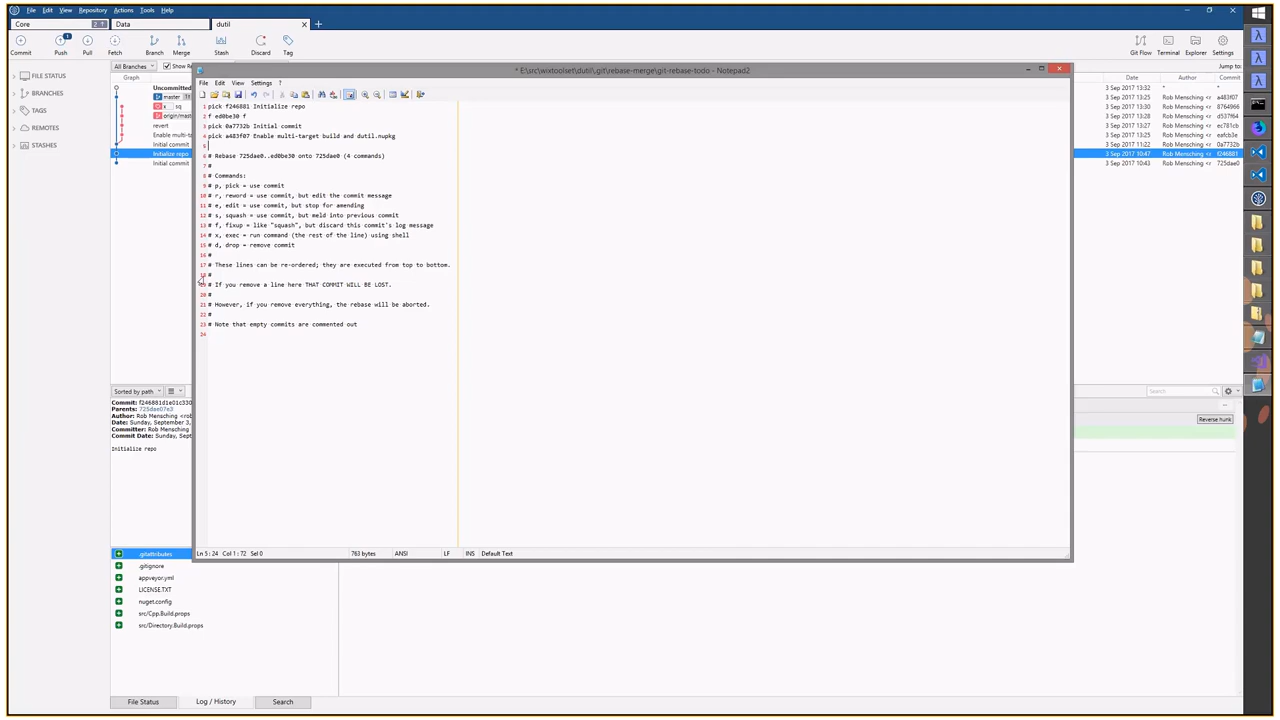 File Edit View Repository Actions Tools Help
Core 2
Data
dutil
Commit
Push 1
Pull
Fetch
Branch
Merge
Stash
Discard
Tag
Git Flow
Terminal
Explorer
Settings
FILE STATUS
BRANCHES
TAGS
REMOTES
STASHES
All Branches
Jump to:
Graph
Date Author Commit
Uncommitted
master
x sq
origin/mas
revert
Enable multi-t
Initial commit
Initialize repo
Initial commit
3 Sep 2017 13:32 * *
3 Sep 2017 13:25 Rob Mensching <r a483f07
3 Sep 2017 13:30 Rob Mensching <r 8764966
3 Sep 2017 13:28 Rob Mensching <r d537f64
3 Sep 2017 13:27 Rob Mensching <r ec781cb
3 Sep 2017 13:25 Rob Mensching <r eafcb3e
3 Sep 2017 11:22 Rob Mensching <r 0a7732b
3 Sep 2017 10:47 Rob Mensching <r f246881
3 Sep 2017 10:43 Rob Mensching <r 725dae0
* E:\src\wixtoolset\dutil\.git\rebase-merge\git-rebase-todo - Notepad2
File Edit View Settings ?
1 pick f246881 Initialize repo
2 f ed0be30 f
3 pick 0a7732b Initial commit
4 pick a483f07 Enable multi-target build and dutil.nupkg
5
6 # Rebase 725dae0..ed0be30 onto 725dae0 (4 commands)
7 #
8 # Commands:
9 # p, pick = use commit
10 # r, reword = use commit, but edit the commit message
11 # e, edit = use commit, but stop for amending
12 # s, squash = use commit, but meld into previous commit
13 # f, fixup = like "squash", but discard this commit's log message
14 # x, exec = run command (the rest of the line) using shell
15 # d, drop = remove commit
16 #
17 # These lines can be re-ordered; they are executed from top to bottom.
18 #
19 # If you remove a line here THAT COMMIT WILL BE LOST.
20 #
21 # However, if you remove everything, the rebase will be aborted.
22 #
23 # Note that empty commits are commented out
24
Ln 5 : 24 Col 1 : 72 Sel 0
763 bytes
ANSI
LF
INS
Default Text
Sorted by path
Search
Commit: f246881d1e01c330
Parents: 725dae07e3
Author: Rob Mensching <rob
Date: Sunday, September 3,
Committer: Rob Mensching
Commit Date: Sunday, Sept
Initialize repo
Reverse hunk
.gitattributes
.gitignore
appveyor.yml
LICENSE.TXT
nuget.config
src/Cpp.Build.props
src/Directory.Build.props
File Status
Log / History
Search